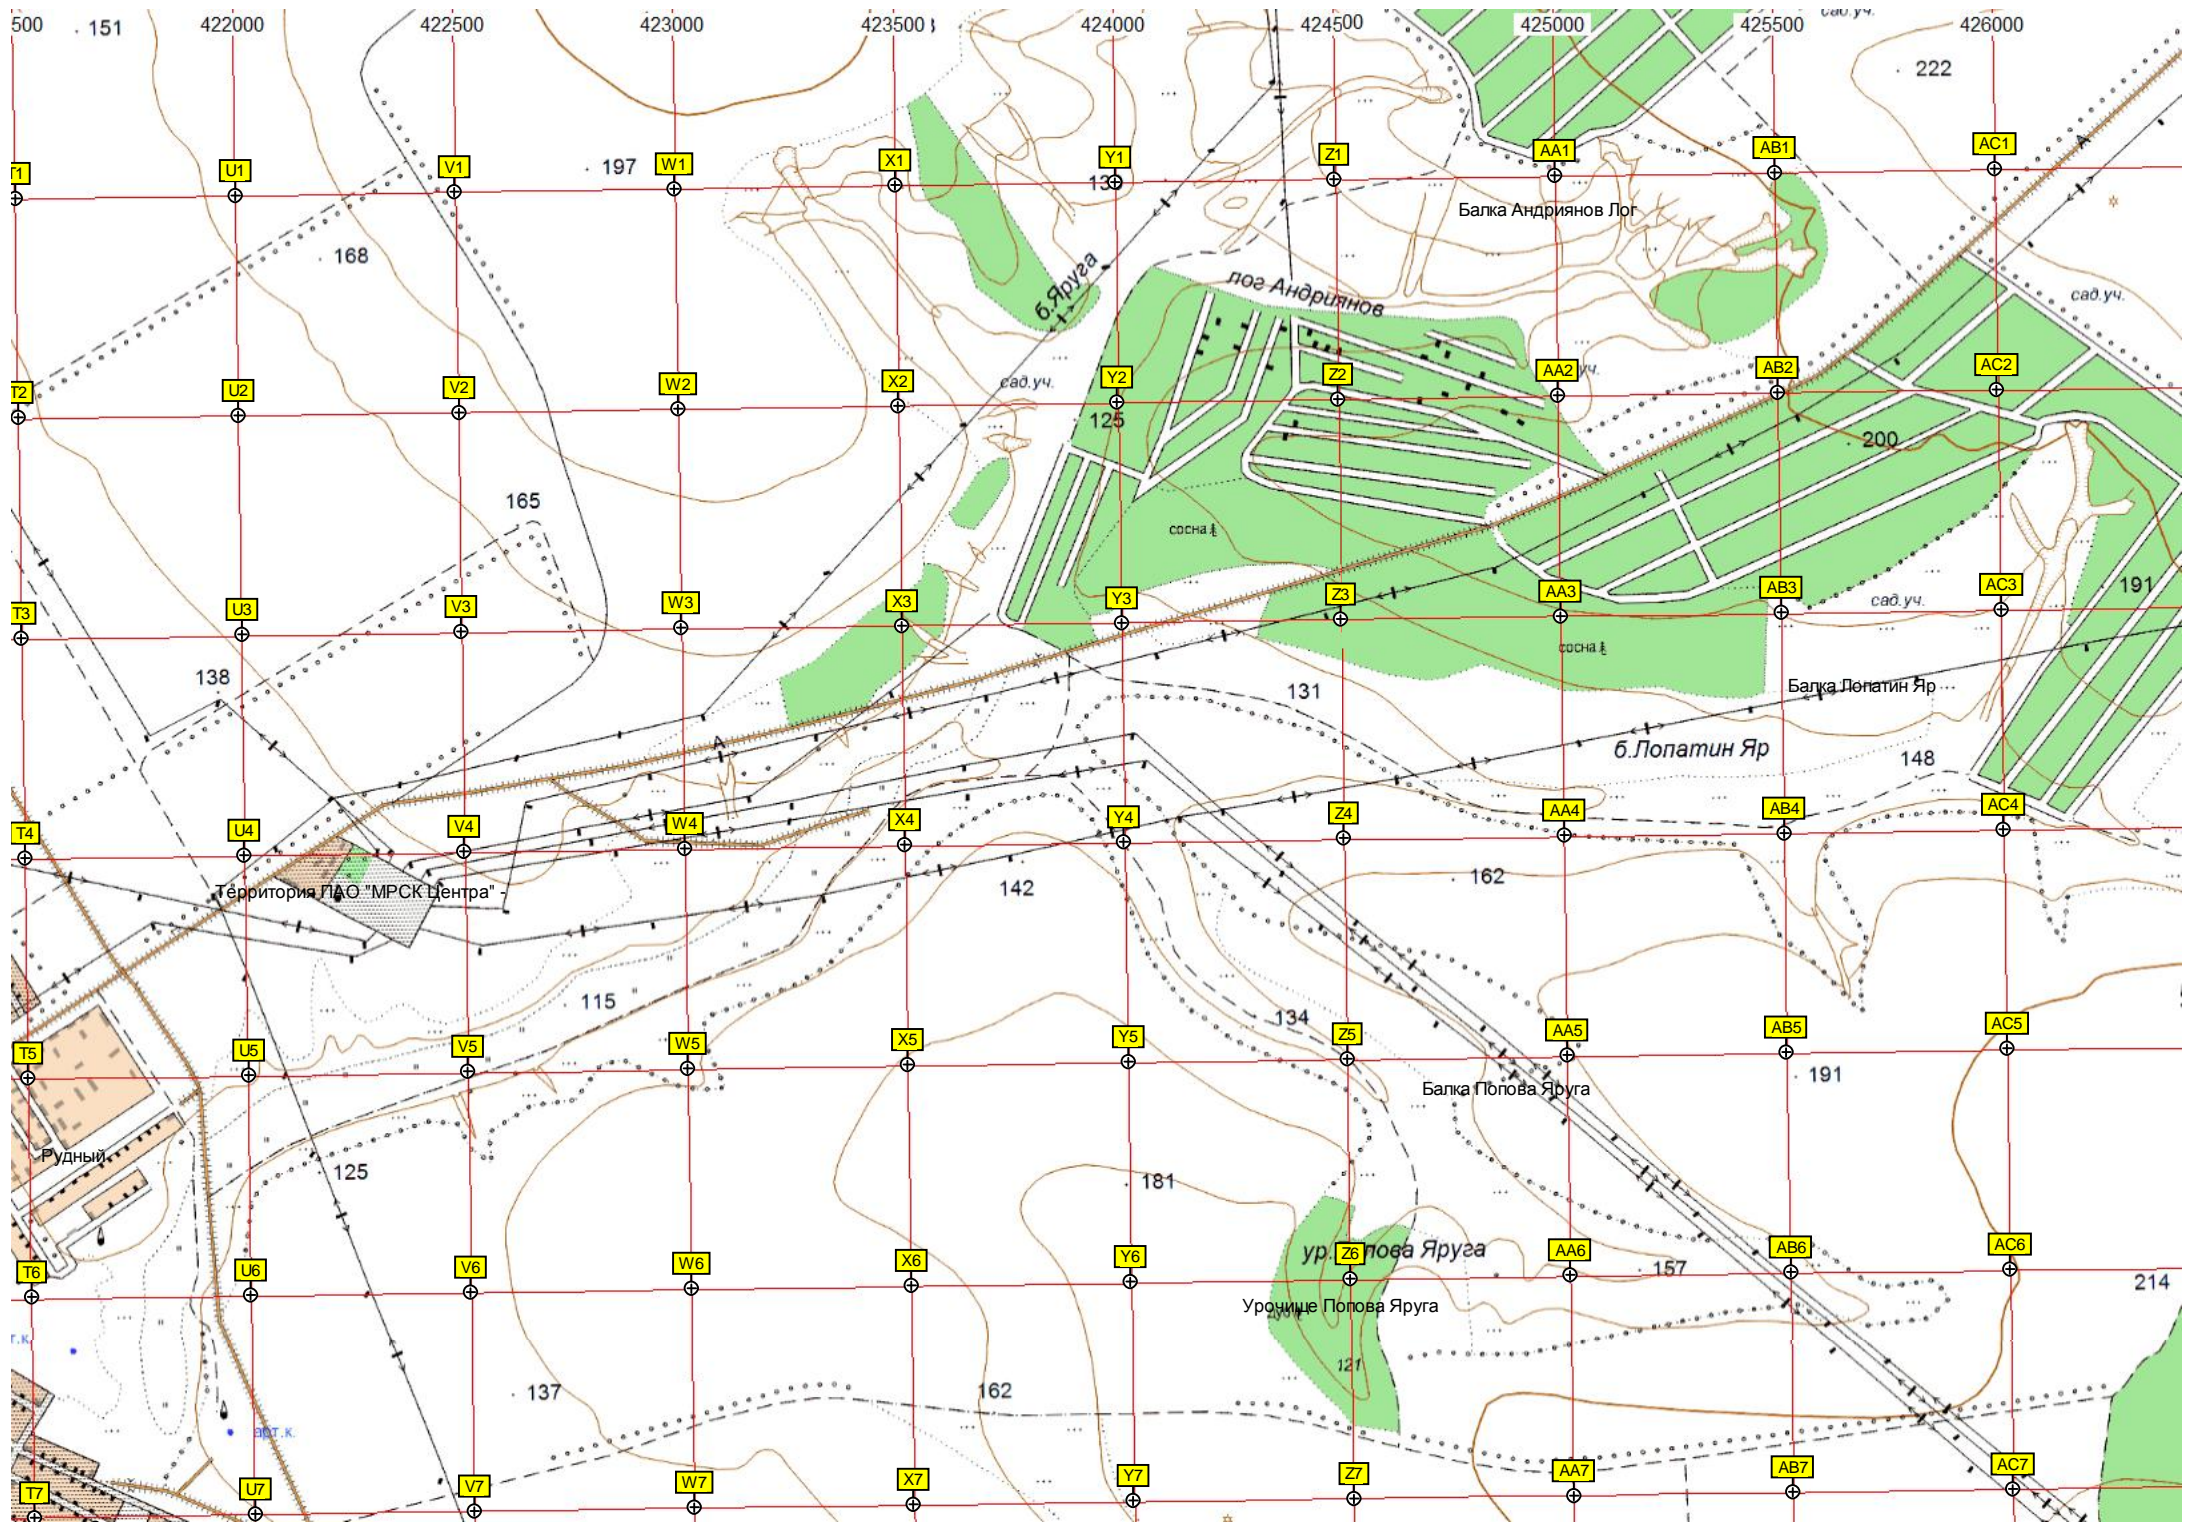 500 422000 422500 423000 423500 424000 424500 425000 425500 426000
151
сад.уч.
222
A
T1 U1 V1 W1 X1 Y1 Z1 AA1 AB1 AC1
197
Балка Андриянов Лог
168
б.Яруга
лог Андриянов
сад.уч.
сад.уч.
T2 U2 V2 W2 X2 Y2 Z2 AA2 AB2 AC2
уч.
125
200
165
сосна
191
T3 U3 V3 W3 X3 Y3 Z3 AA3 AB3 AC3
сад.уч.
сосна
138
131
Балка Лопатин Яр
A
б.Лопатин Яр
148
T4 U4 V4 W4 X4 Y4 Z4 AA4 AB4 AC4
Территория ПАО "МРСК Центра" -
142
162
115
134
T5 U5 V5 W5 X5 Y5 Z5 AA5 AB5 AC5
191
Балка Попова Яруга
Рудный
125
181
T6 U6 V6 W6 X6 Y6 Z6 AA6 AB6 AC6
ур. пова Яруга
157
214
Урочище Попова Яруга
т.к.
121
137
162
арт.к.
T7 U7 V7 W7 X7 Y7 Z7 AA7 AB7 AC7